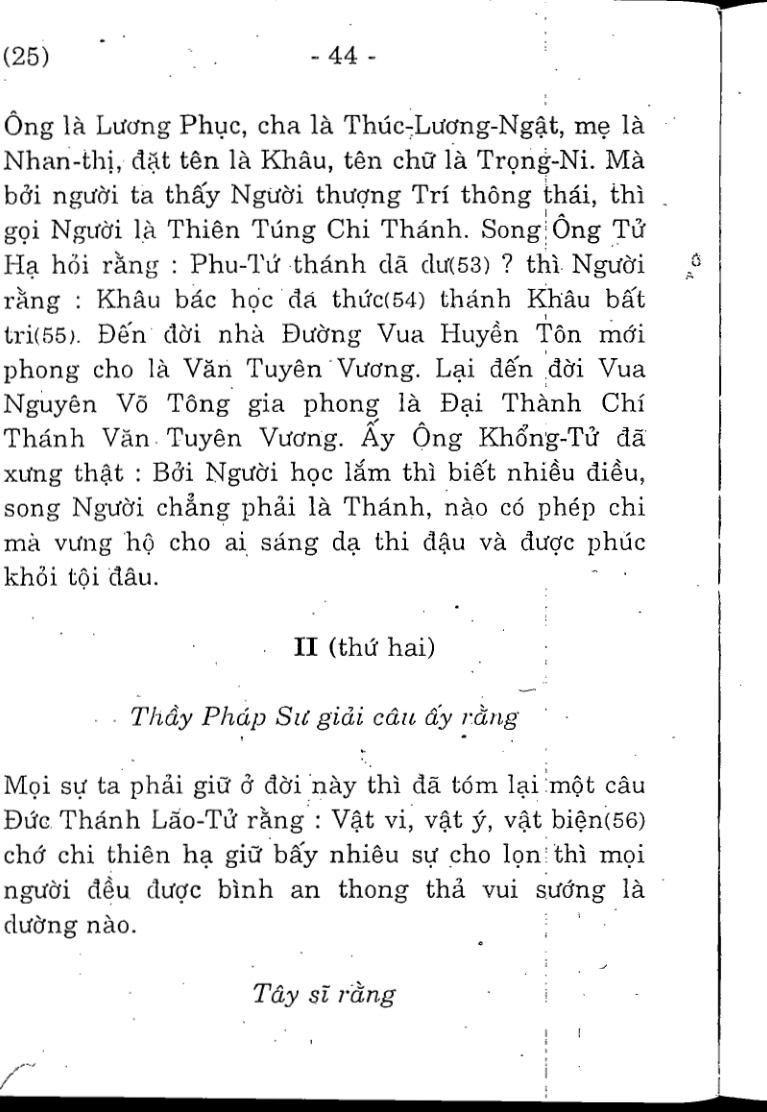 (25)
- 44 -
Ông là Lương Phục, cha là Thúc-Lương-Ngật, mẹ là
Nhan-thị, đặt tên là Khâu, tên chữ là Trọng-Ni. Mà
bởi người ta thấy Người thượng Trí thông thái, thì
gọi Người là Thiên Túng Chi Thánh. Song Ông Tử
Hạ hỏi rằng : Phu-Tứ thánh dã dư(53) ? thì Người
rằng : Khâu bác học đá thức(54) thánh Khâu bất
tri(55). Đến đời nhà Đường Vua Huyền Tôn mới
phong cho là Văn Tuyên Vương. Lại đến đời Vua
Nguyên Võ Tông gia phong là Đại Thành Chí
Thánh Văn Tuyên Vương. Ấy Ông Khổng-Tử đã
xưng thật : Bởi Người học lắm thì biết nhiều điều,
song Người chẳng phải là Thánh, nào có phép chi
mà vưng hộ cho ai sáng dạ thi đậu và được phúc
khỏi tội đâu.
II (thứ hai)
Thầy Pháp Sư giải câu ấy rằng
Mọi sự ta phải giữ ở đời này thì đã tóm lại một câu
Đức Thánh Lão-Tử rằng : Vật vi, vật ý, vật biện(56)
chớ chi thiên hạ giữ bấy nhiêu sự cho lọn thì mọi
người đều được bình an thong thả vui sướng là
dường nào.
Tây sĩ rằng